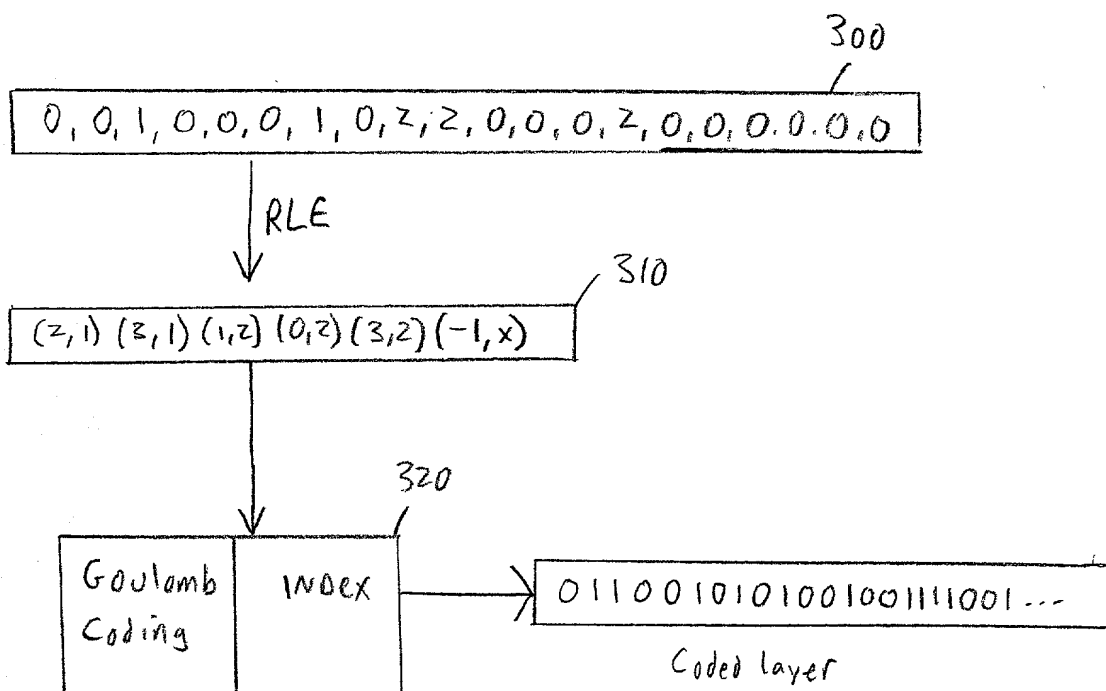 300
0, 0, 1, 0, 0, 0, 1, 0, 2, 2, 0, 0, 0, 2, 0, 0, 0.0.0,0
RLE
310
(2,1) (3,1) (1,2) (0,2) (3,2) (-1,x)
320
Goulomb
Coding
INDEX
0110010101001001111001...
Coded layer